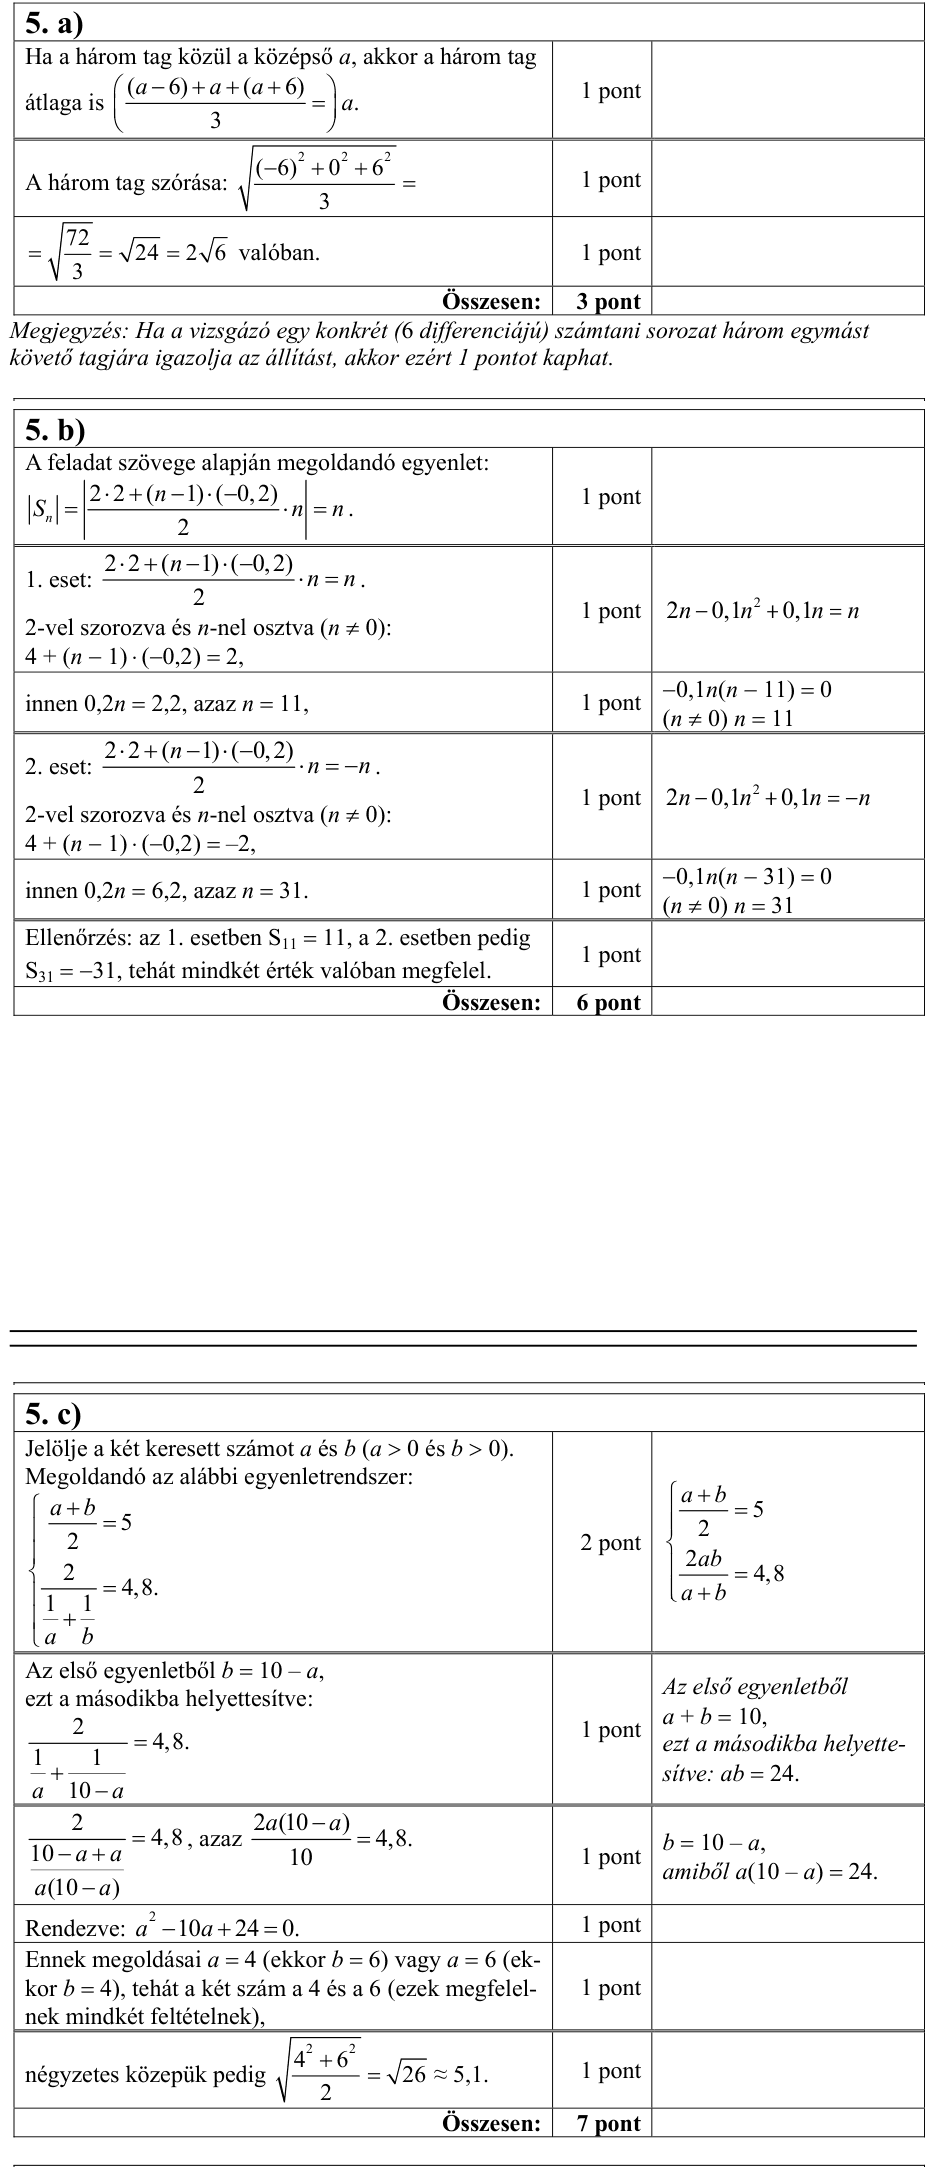 5. a)
Ha a három tag közül a középső a, akkor a három tag
átlaga is ( ((a−6)+a+(a+6))/3 = ) a.
1 pont
A három tag szórása: √(((−6)²+0²+6²)/3) =
1 pont
= √(72/3) = √24 = 2√6 valóban.
1 pont
Összesen: 3 pont
Megjegyzés: Ha a vizsgázó egy konkrét (6 differenciájú) számtani sorozat három egymást
követő tagjára igazolja az állítást, akkor ezért 1 pontot kaphat.
5. b)
A feladat szövege alapján megoldandó egyenlet:
|Sₙ| = |(2·2+(n−1)·(−0,2))/2 · n| = n.
1 pont
1. eset: (2·2+(n−1)·(−0,2))/2 · n = n.
2-vel szorozva és n-nel osztva (n ≠ 0):
4 + (n − 1)·(−0,2) = 2,
1 pont
2n−0,1n²+0,1n = n
innen 0,2n = 2,2, azaz n = 11,
1 pont
−0,1n(n − 11) = 0
(n ≠ 0) n = 11
2. eset: (2·2+(n−1)·(−0,2))/2 · n = −n.
2-vel szorozva és n-nel osztva (n ≠ 0):
4 + (n − 1)·(−0,2) = –2,
1 pont
2n−0,1n²+0,1n = −n
innen 0,2n = 6,2, azaz n = 31.
1 pont
−0,1n(n − 31) = 0
(n ≠ 0) n = 31
Ellenőrzés: az 1. esetben S₁₁ = 11, a 2. esetben pedig
S₃₁ = –31, tehát mindkét érték valóban megfelel.
1 pont
Összesen: 6 pont
5. c)
Jelölje a két keresett számot a és b (a > 0 és b > 0).
Megoldandó az alábbi egyenletrendszer:
{ (a+b)/2 = 5
2/(1/a + 1/b) = 4,8.
2 pont
{ (a+b)/2 = 5
2ab/(a+b) = 4,8
Az első egyenletből b = 10 – a,
ezt a másodikba helyettesítve:
2/(1/a + 1/(10−a)) = 4,8.
1 pont
Az első egyenletből
a + b = 10,
ezt a másodikba helyette-
sítve: ab = 24.
2/((10−a+a)/(a(10−a))) = 4,8, azaz 2a(10−a)/10 = 4,8.
1 pont
b = 10 – a,
amiből a(10 – a) = 24.
Rendezve: a² −10a+24 = 0.
1 pont
Ennek megoldásai a = 4 (ekkor b = 6) vagy a = 6 (ek-
kor b = 4), tehát a két szám a 4 és a 6 (ezek megfelel-
nek mindkét feltételnek),
1 pont
négyzetes közepük pedig √((4²+6²)/2) = √26 ≈ 5,1.
1 pont
Összesen: 7 pont